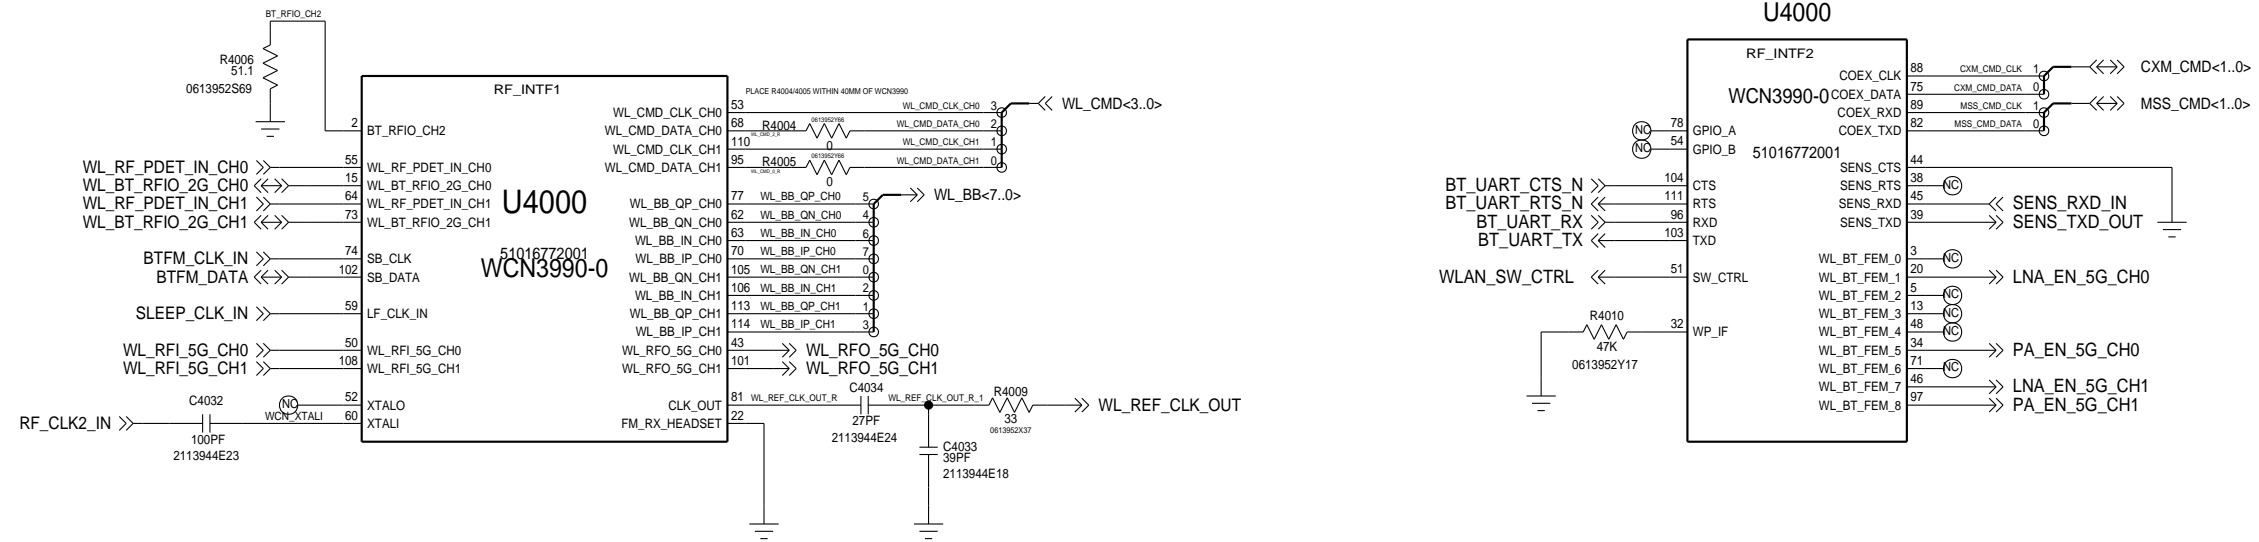 BT_RFIO_CH2
R4006
51.1
0613952S69
RF_INTF1
U4000
51016772001
WCN3990-0
2 BT_RFIO_CH2
WL_RF_PDET_IN_CH0 55 WL_RF_PDET_IN_CH0
WL_BT_RFIO_2G_CH0 15 WL_BT_RFIO_2G_CH0
WL_RF_PDET_IN_CH1 64 WL_RF_PDET_IN_CH1
WL_BT_RFIO_2G_CH1 73 WL_BT_RFIO_2G_CH1
BTFM_CLK_IN 74 SB_CLK
BTFM_DATA 102 SB_DATA
SLEEP_CLK_IN 59 LF_CLK_IN
WL_RFI_5G_CH0 50 WL_RFI_5G_CH0
WL_RFI_5G_CH1 108 WL_RFI_5G_CH1
NC 52 XTALO
RF_CLK2_IN WCN_XTALI 60 XTALI
C4032
100PF
2113944E23
PLACE R4004/4005 WITHIN 40MM OF WCN3990
WL_CMD_CLK_CH0 53 WL_CMD_CLK_CH0 3 WL_CMD<3..0>
WL_CMD_DATA_CH0 68 R4004 0613952Y66 WL_CMD_DATA_CH0 2
WL_CMD_2_R 0
WL_CMD_CLK_CH1 110 WL_CMD_CLK_CH1 1
WL_CMD_DATA_CH1 95 R4005 0613952Y66 WL_CMD_DATA_CH1 0
WL_CMD_0_R 0
WL_BB_QP_CH0 77 WL_BB_QP_CH0 5 WL_BB<7..0>
WL_BB_QN_CH0 62 WL_BB_QN_CH0 4
WL_BB_IN_CH0 63 WL_BB_IN_CH0 6
WL_BB_IP_CH0 70 WL_BB_IP_CH0 7
WL_BB_QN_CH1 105 WL_BB_QN_CH1 0
WL_BB_IN_CH1 106 WL_BB_IN_CH1 2
WL_BB_QP_CH1 113 WL_BB_QP_CH1 1
WL_BB_IP_CH1 114 WL_BB_IP_CH1 3
WL_RFO_5G_CH0 43 WL_RFO_5G_CH0
WL_RFO_5G_CH1 101 WL_RFO_5G_CH1
CLK_OUT 81 WL_REF_CLK_OUT_R WL_REF_CLK_OUT_R_1 WL_REF_CLK_OUT
FM_RX_HEADSET 22
C4034
27PF
2113944E24
R4009
33
0613952X37
C4033
39PF
2113944E18
U4000
RF_INTF2
WCN3990-0
51016772001
NC 78 GPIO_A
NC 54 GPIO_B
BT_UART_CTS_N 104 CTS
BT_UART_RTS_N 111 RTS
BT_UART_RX 96 RXD
BT_UART_TX 103 TXD
WLAN_SW_CTRL 51 SW_CTRL
32 WP_IF
R4010
47K
0613952Y17
COEX_CLK 88 CXM_CMD_CLK 1 CXM_CMD<1..0>
COEX_DATA 75 CXM_CMD_DATA 0
COEX_RXD 89 MSS_CMD_CLK 1 MSS_CMD<1..0>
COEX_TXD 82 MSS_CMD_DATA 0
SENS_CTS 44
SENS_RTS 38 NC
SENS_RXD 45 SENS_RXD_IN
SENS_TXD 39 SENS_TXD_OUT
WL_BT_FEM_0 3 NC
WL_BT_FEM_1 20 LNA_EN_5G_CH0
WL_BT_FEM_2 5 NC
WL_BT_FEM_3 13 NC
WL_BT_FEM_4 48 NC
WL_BT_FEM_5 34 PA_EN_5G_CH0
WL_BT_FEM_6 71 NC
WL_BT_FEM_7 46 LNA_EN_5G_CH1
WL_BT_FEM_8 97 PA_EN_5G_CH1